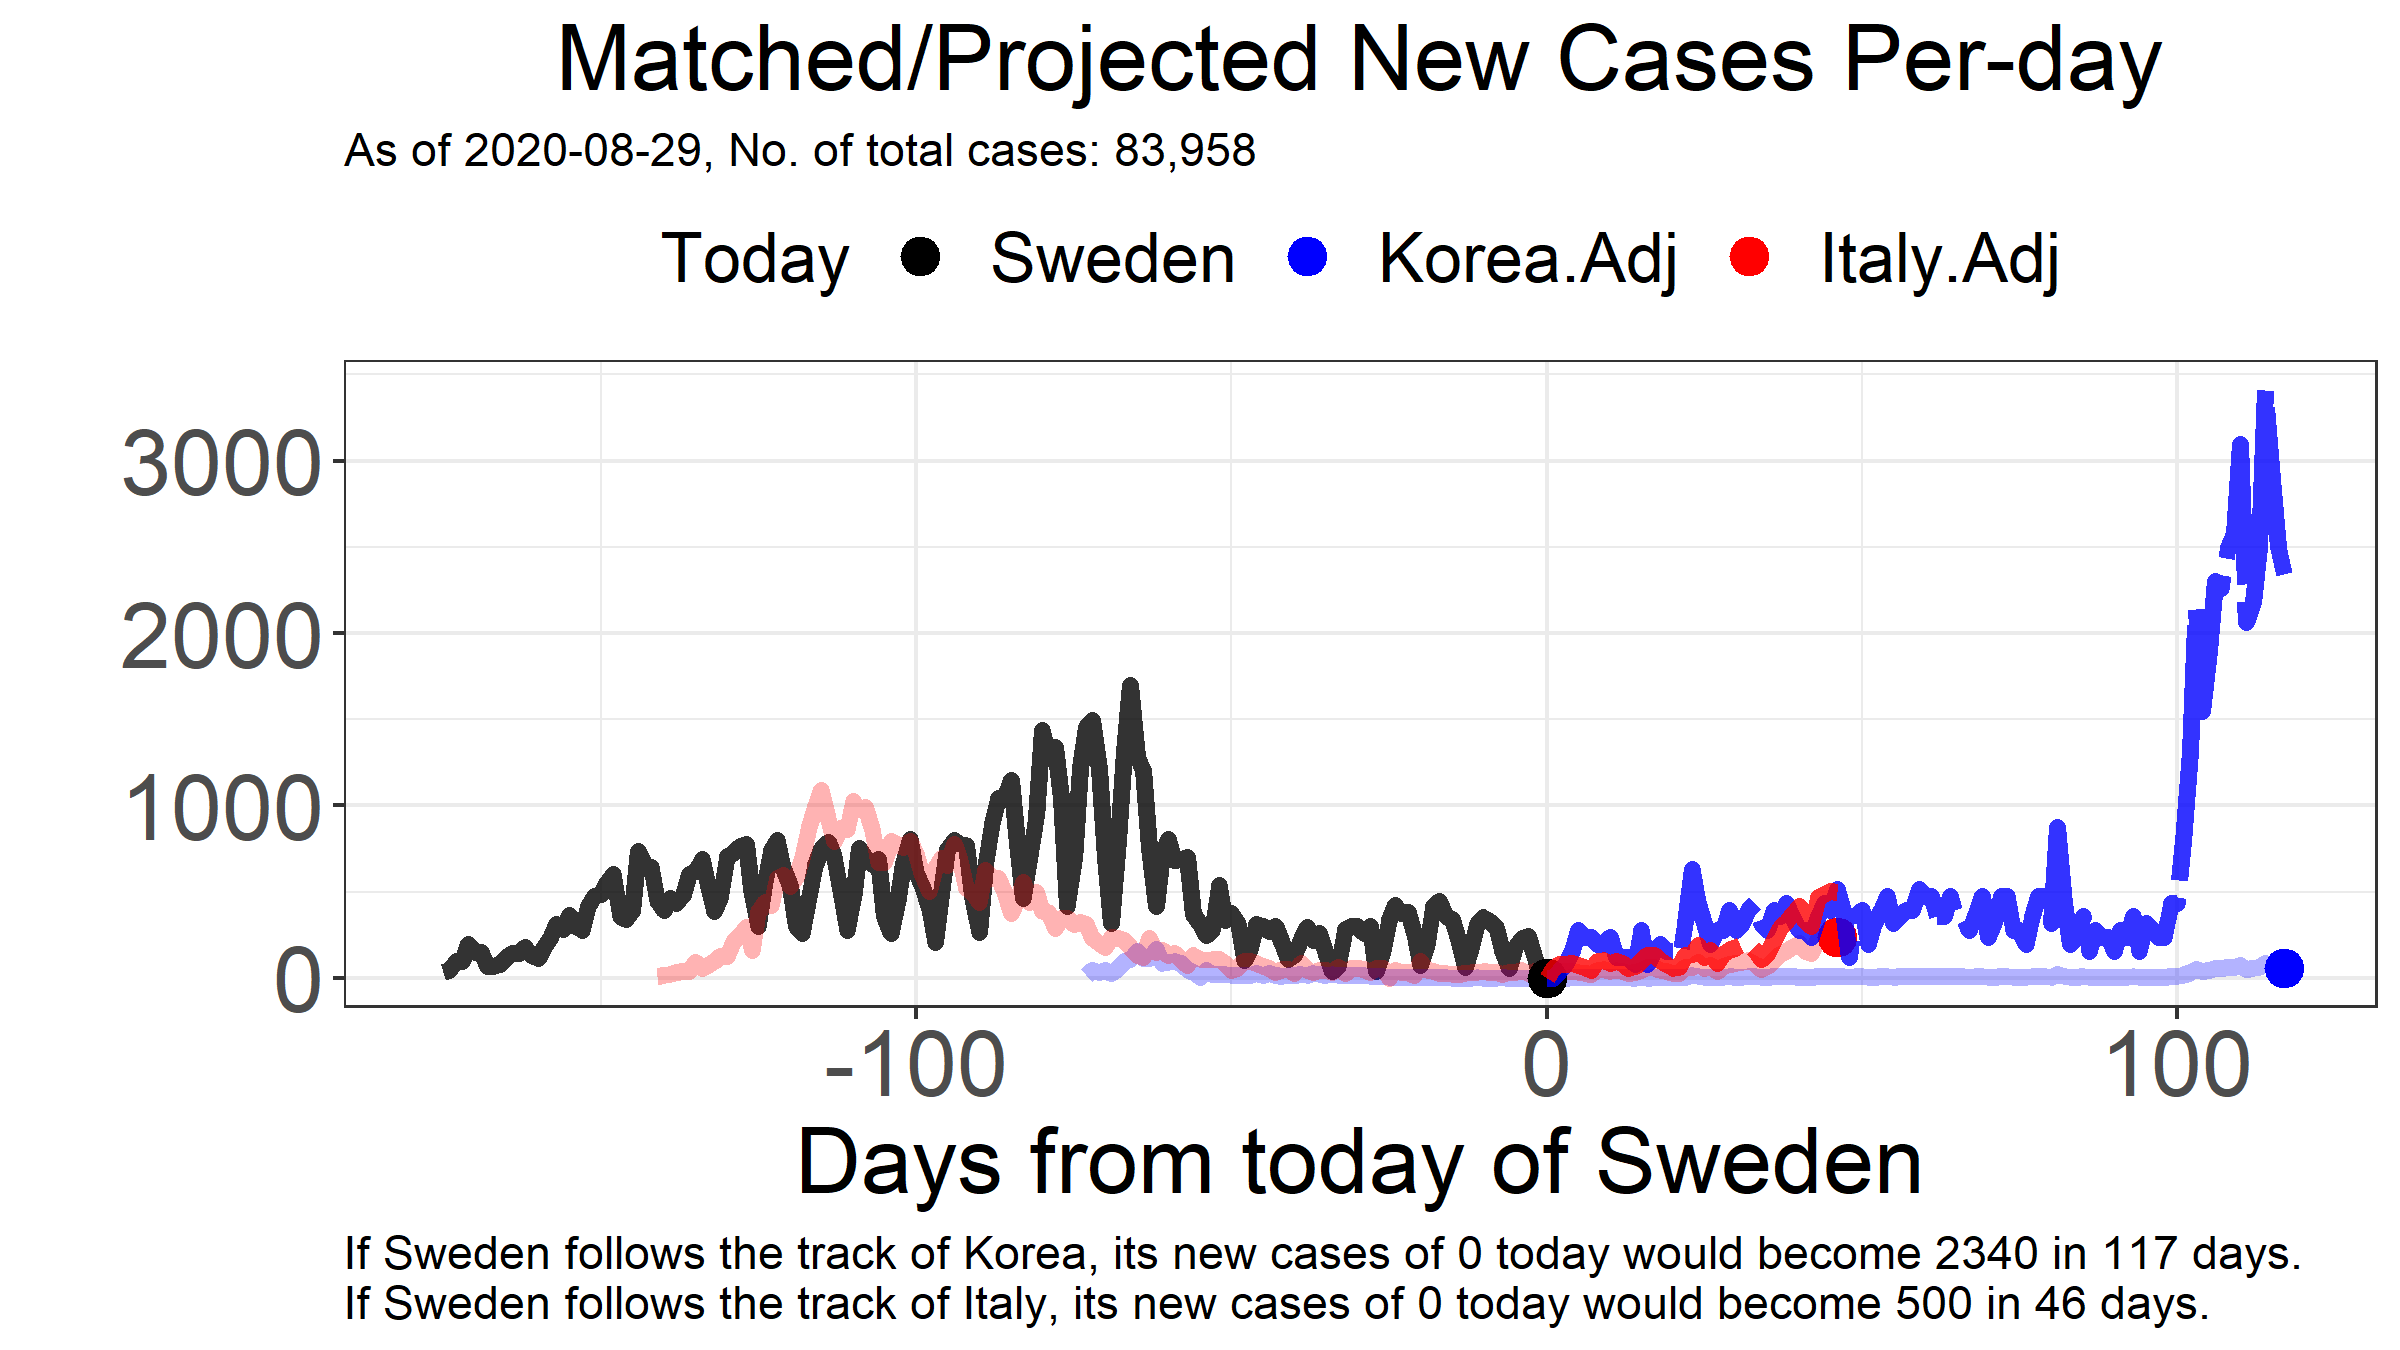 Matched/Projected New Cases Per-day
As of 2020-08-29, No. of total cases: 83,958
Today Sweden Korea.Adj Italy.Adj
3000
2000
1000
0
-100 0 100
Days from today of Sweden
If Sweden follows the track of Korea, its new cases of 0 today would become 2340 in 117 days.
If Sweden follows the track of Italy, its new cases of 0 today would become 500 in 46 days.